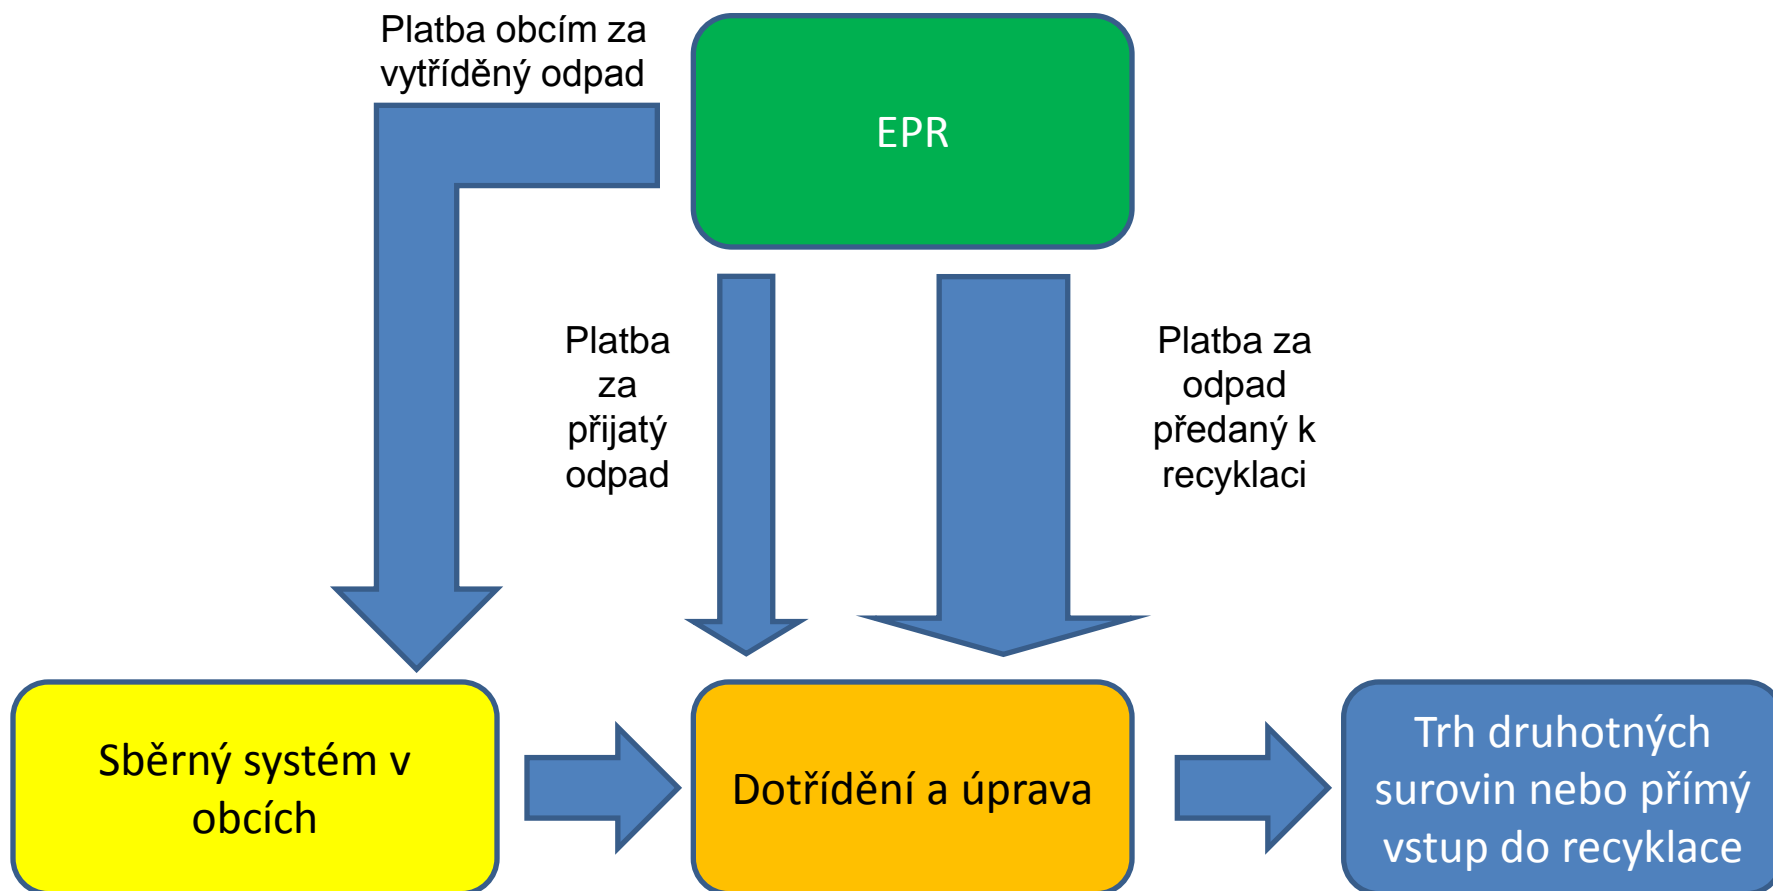 Platba obcím za
vytříděný odpad
EPR
Platba
za
přijatý
odpad
Platba za
odpad
předaný k
recyklaci
Sběrný systém v
obcích
Dotřídění a úprava
Trh druhotných
surovin nebo přímý
vstup do recyklace